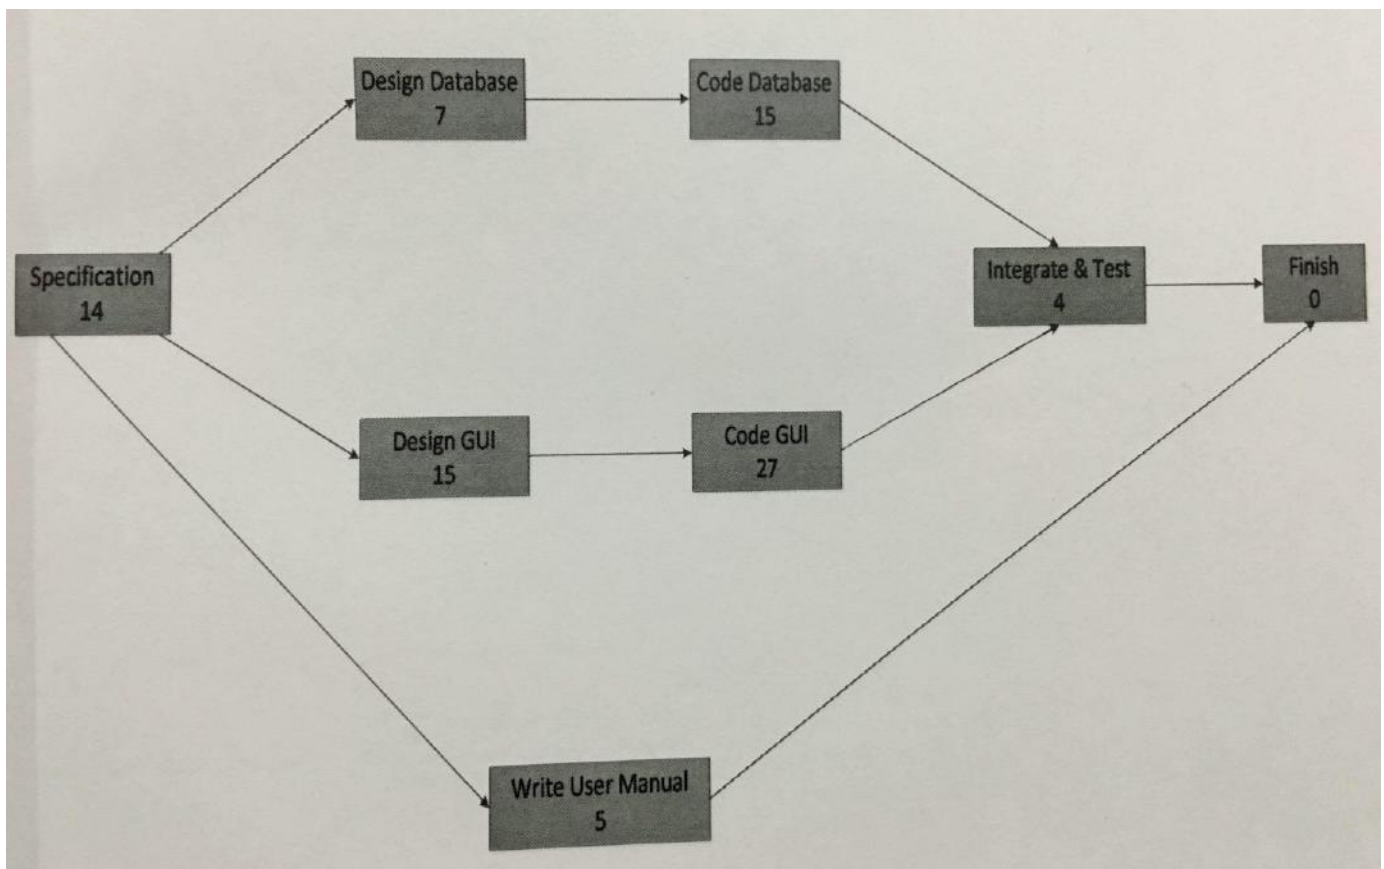 Design Database
7
Code Database
15
Specification
14
Integrate & Test
4
Finish
0
Design GUI
15
Code GUI
27
Write User Manual
5